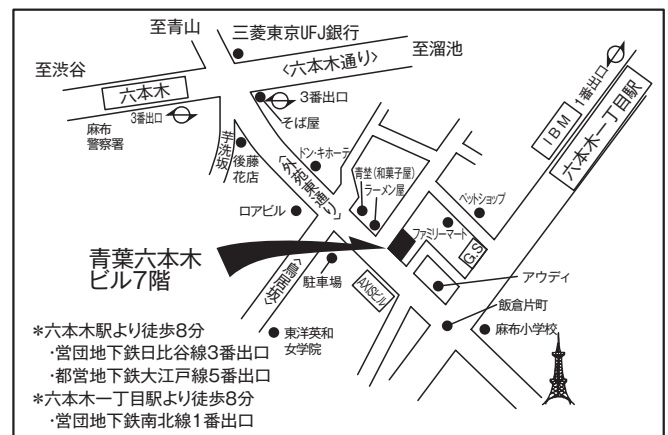 至青山
三菱東京UFJ銀行
至渋谷
〈六本木通り〉
至溜池
六本木
3番出口
麻布
警察署
3番出口
そば屋
芋洗坂
後藤
花店
ドン・キホーテ
〈外苑東通り〉
青埜(和菓子屋)
ラーメン屋
ペットショップ
IBM
1番出口
六本木一丁目駅
ロアビル
ファミリーマート
G.S
青葉六本木
ビル7階
〈鳥居坂〉
駐車場
AXISビル
アウディ
飯倉片町
麻布小学校
東洋英和
女学院
*六本木駅より徒歩8分
・営団地下鉄日比谷線3番出口
・都営地下鉄大江戸線5番出口
*六本木一丁目駅より徒歩8分
・営団地下鉄南北線1番出口